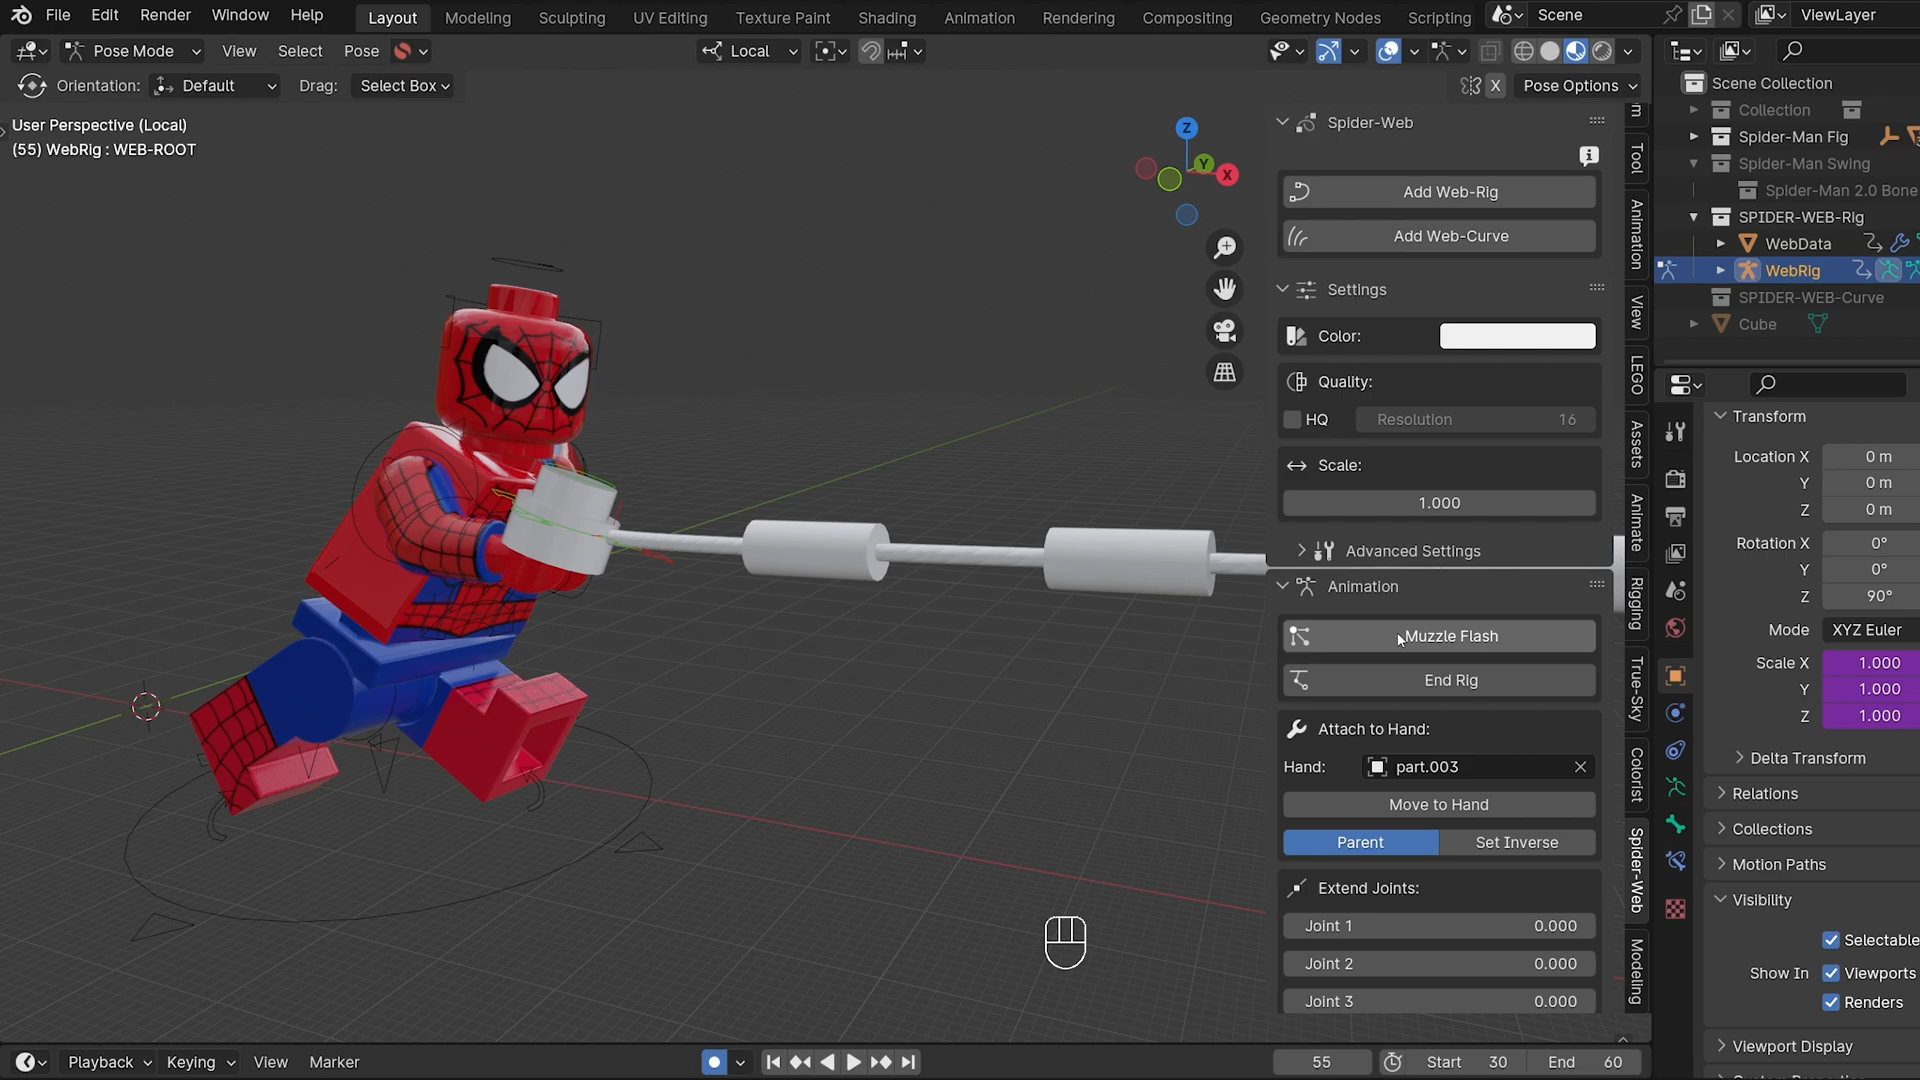 File Edit Render Window Help Layout Modeling Sculpting UV Editing Texture Paint Shading Animation Rendering Compositing Geometry Nodes Scripting Scene ViewLayer
Pose Mode View Select Pose Local
Orientation: Default Drag: Select Box X Pose Options
User Perspective (Local)
(55) WebRig : WEB-ROOT
Z
Y
X
Spider-Web
Add Web-Rig
Add Web-Curve
Settings
Color:
Quality:
HQ Resolution 16
Scale:
1.000
Advanced Settings
Animation
Muzzle Flash
End Rig
Attach to Hand:
Hand: part.003
Move to Hand
Parent Set Inverse
Extend Joints:
Joint 1 0.000
Joint 2 0.000
Joint 3 0.000
Tool
Animation
View
LEGO
Assets
Animate
Rigging
True-Sky
Colorist
Spider-Web
Modeling
Scene Collection
Collection
Spider-Man Fig
Spider-Man Swing
Spider-Man 2.0 Bone
SPIDER-WEB-Rig
WebData
WebRig
SPIDER-WEB-Curve
Cube
Transform
Location X 0 m
Y 0 m
Z 0 m
Rotation X 0°
Y 0°
Z 90°
Mode XYZ Euler
Scale X 1.000
Y 1.000
Z 1.000
Delta Transform
Relations
Collections
Motion Paths
Visibility
Selectable
Show In Viewports
Renders
Viewport Display
Playback Keying View Marker 55 Start 30 End 60